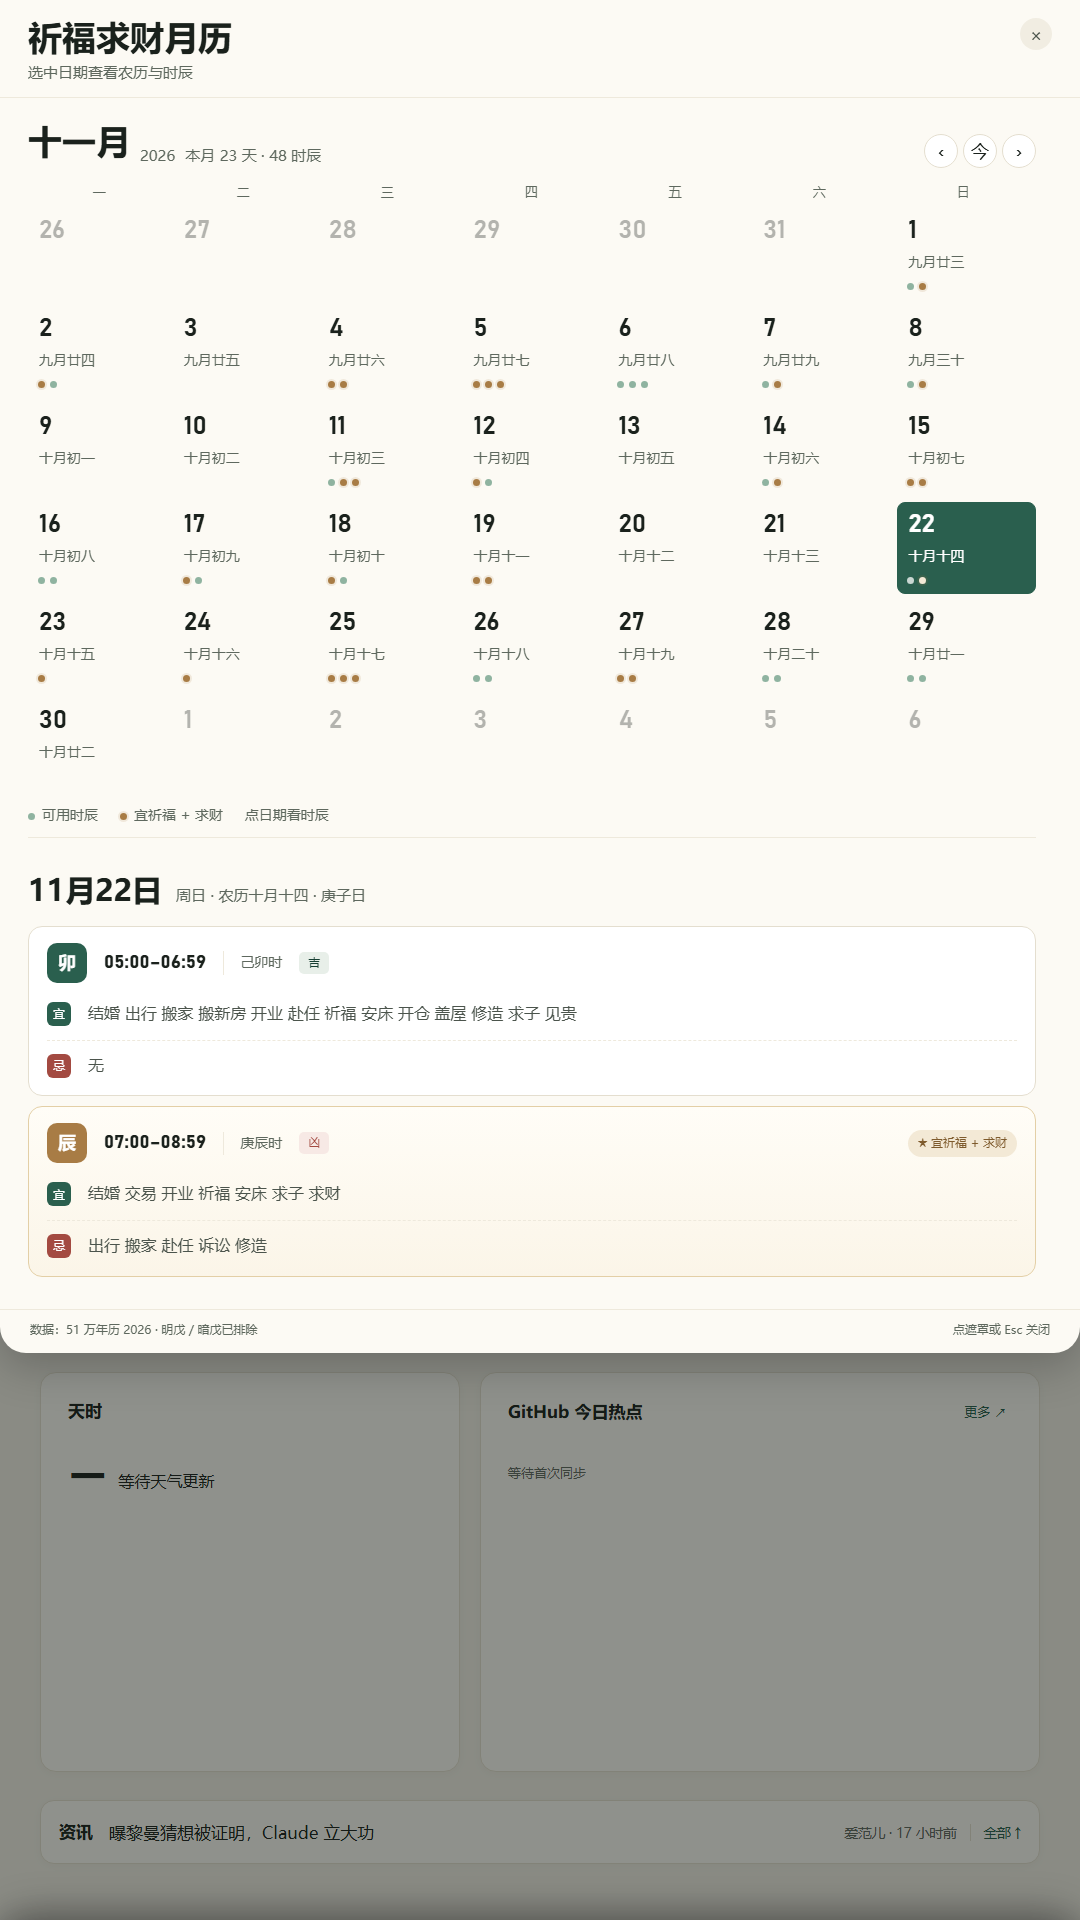 祈福求财月历
×
选中日期查看农历与时辰
十一月 2026 本月 23 天 · 48 时辰 ‹ 今 ›
一 二 三 四 五 六 日
26 27 28 29 30 31 1
九月廿三
2 3 4 5 6 7 8
九月廿四 九月廿五 九月廿六 九月廿七 九月廿八 九月廿九 九月三十
9 10 11 12 13 14 15
十月初一 十月初二 十月初三 十月初四 十月初五 十月初六 十月初七
16 17 18 19 20 21 22
十月初八 十月初九 十月初十 十月十一 十月十二 十月十三 十月十四
23 24 25 26 27 28 29
十月十五 十月十六 十月十七 十月十八 十月十九 十月二十 十月廿一
30 1 2 3 4 5 6
十月廿二
可用时辰 宜祈福 + 求财 点日期看时辰
11月22日 周日 · 农历十月十四 · 庚子日
卯 05:00–06:59 己卯时 吉
宜 结婚 出行 搬家 搬新房 开业 赴任 祈福 安床 开仓 盖屋 修造 求子 见贵
忌 无
辰 07:00–08:59 庚辰时 凶 ★ 宜祈福 + 求财
宜 结婚 交易 开业 祈福 安床 求子 求财
忌 出行 搬家 赴任 诉讼 修造
数据：51 万年历 2026 · 明戊 / 暗戊已排除 点遮罩或 Esc 关闭
天时
— 等待天气更新
GitHub 今日热点 更多 ↗
等待首次同步
资讯 曝黎曼猜想被证明，Claude 立大功 爱范儿 · 17 小时前 全部 ↑